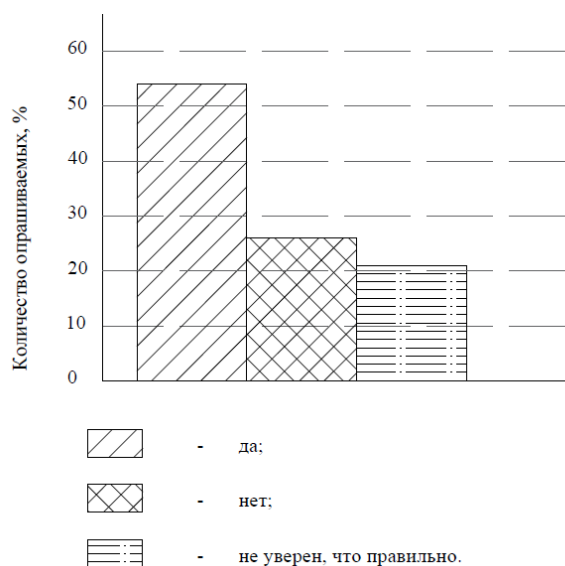 Количество опрашиваемых, %
60
50
40
30
20
10
0
- да;
- нет;
- не уверен, что правильно.